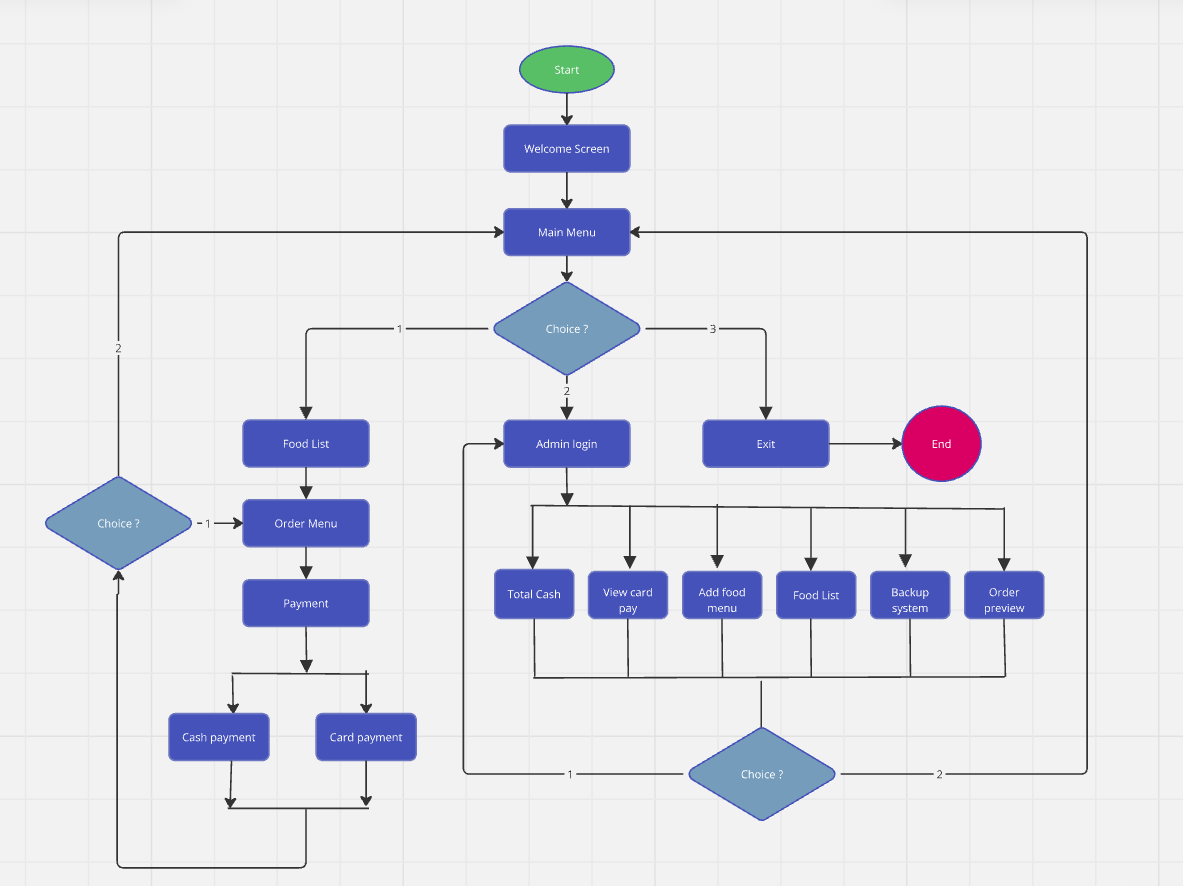 Start
Welcome Screen
Main Menu
Choice ?
1
3
2
2
Food List
Admin login
Exit
End
Choice ?
1
Order Menu
Payment
Total Cash
View card
pay
Add food
menu
Food List
Backup
system
Order
preview
Cash payment
Card payment
Choice ?
1
2